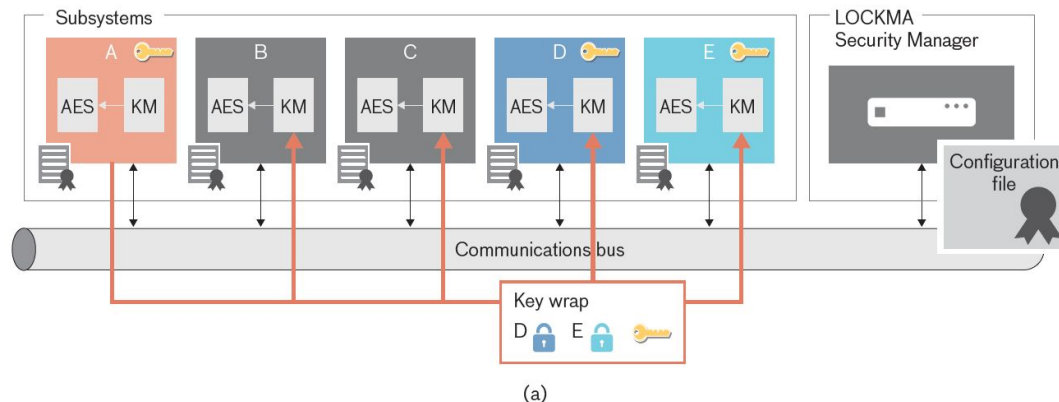 Subsystems
LOCKMA
Security Manager
A
B
C
D
E
AES
KM
AES
KM
AES
KM
AES
KM
AES
KM
Configuration
file
Communications bus
Key wrap
D
E
(a)